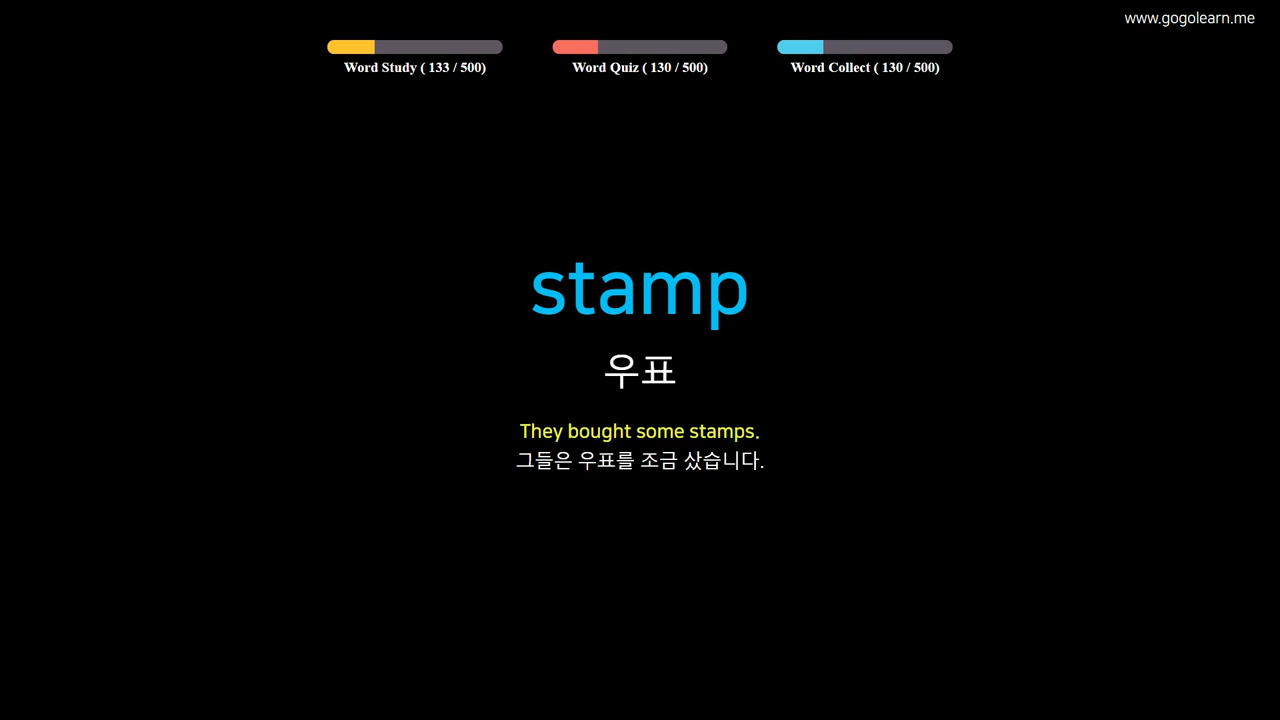 www.gogolearn.me
Word Study ( 133 / 500)
Word Quiz ( 130 / 500)
Word Collect ( 130 / 500)
stamp
우표
They bought some stamps.
그들은 우표를 조금 샀습니다.